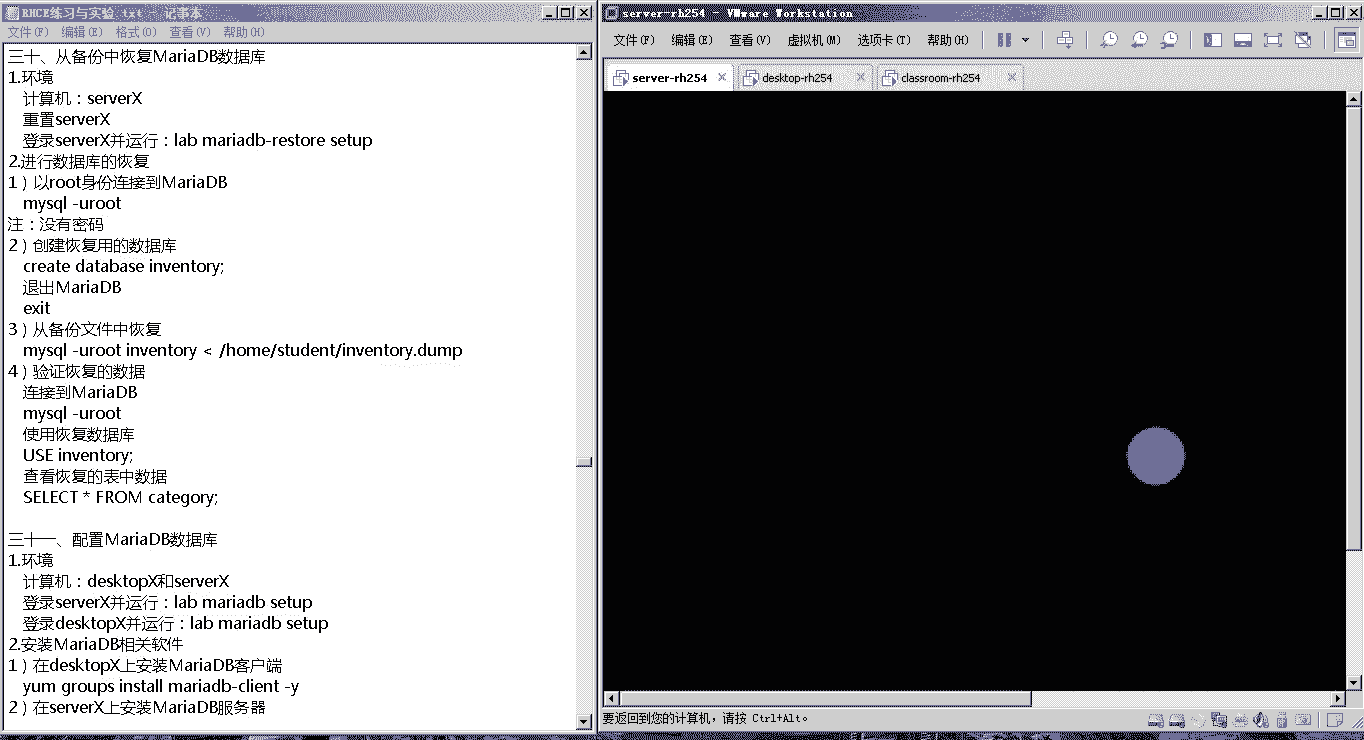 RHCE练习与实验.txt - 记事本
文件(F) 编辑(E) 格式(O) 查看(V) 帮助(H)
三十、从备份中恢复MariaDB数据库
1.环境
计算机：serverX
重置serverX
登录serverX并运行：lab mariadb-restore setup
2.进行数据库的恢复
1）以root身份连接到MariaDB
mysql -uroot
注：没有密码
2）创建恢复用的数据库
create database inventory;
退出MariaDB
exit
3）从备份文件中恢复
mysql -uroot inventory < /home/student/inventory.dump
4）验证恢复的数据
连接到MariaDB
mysql -uroot
使用恢复数据库
USE inventory;
查看恢复的表中数据
SELECT * FROM category;
三十一、配置MariaDB数据库
1.环境
计算机：desktopX和serverX
登录serverX并运行：lab mariadb setup
登录desktopX并运行：lab mariadb setup
2.安装MariaDB相关软件
1）在desktopX上安装MariaDB客户端
yum groups install mariadb-client -y
2）在serverX上安装MariaDB服务器
server-rh254 - VMware Workstation
文件(F) 编辑(E) 查看(V) 虚拟机(M) 选项卡(T) 帮助(H)
server-rh254 desktop-rh254 classroom-rh254
要返回到您的计算机，请按 Ctrl+Alt。